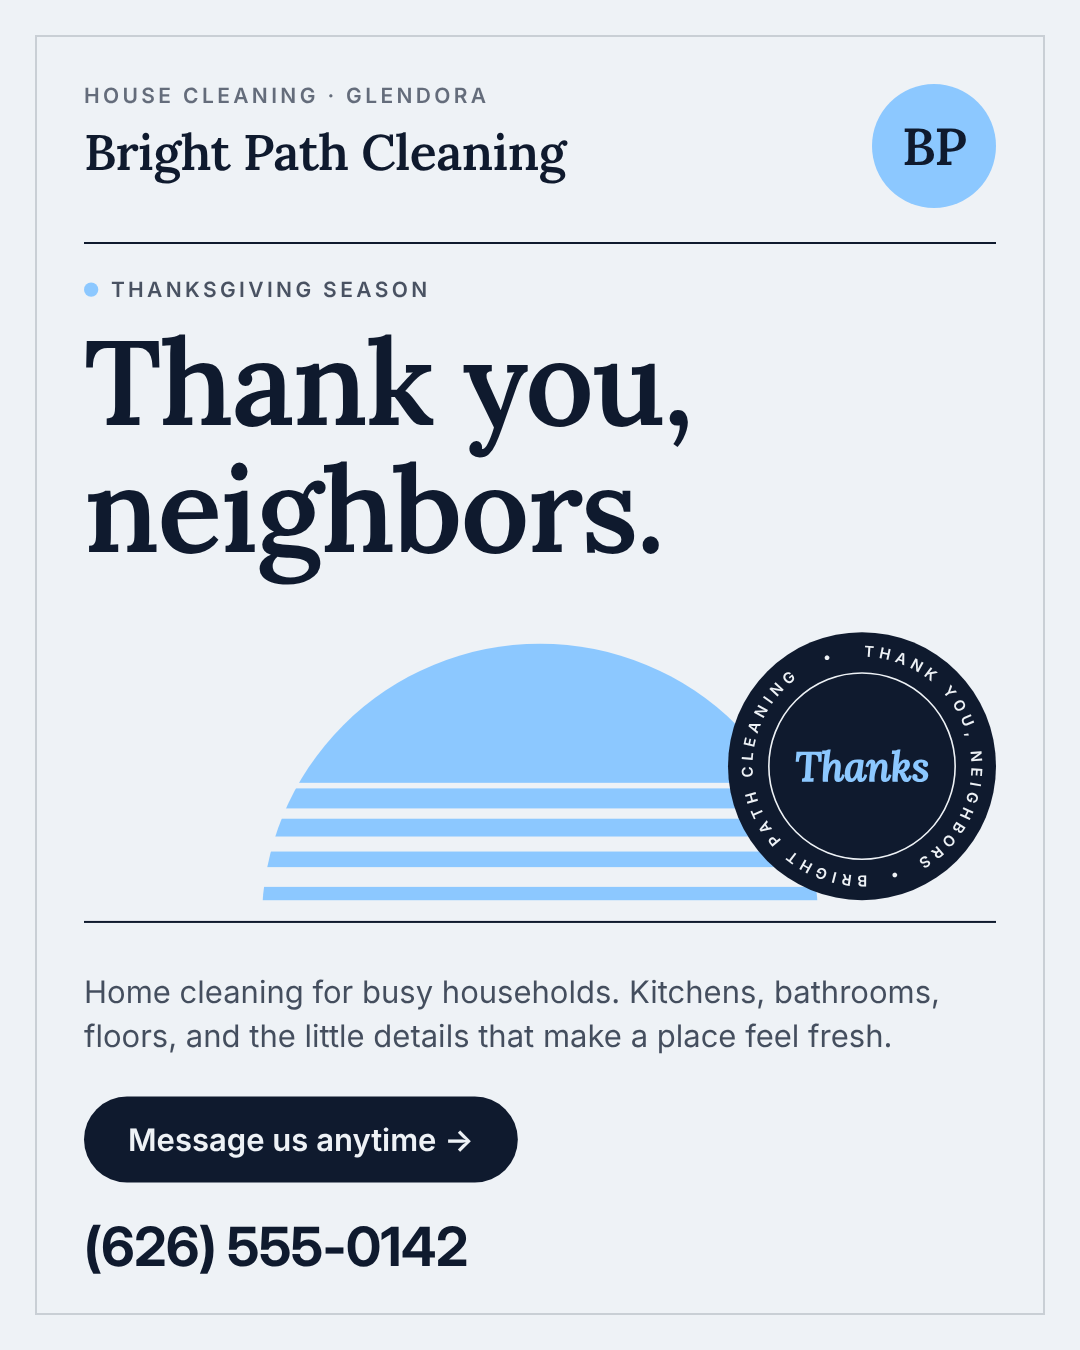 HOUSE CLEANING · GLENDORA
Bright Path Cleaning
BP
THANKSGIVING SEASON
Thank you,
neighbors.
THANK YOU, NEIGHBORS • BRIGHT PATH CLEANING •
Thanks
Home cleaning for busy households. Kitchens, bathrooms,
floors, and the little details that make a place feel fresh.
Message us anytime →
(626) 555-0142